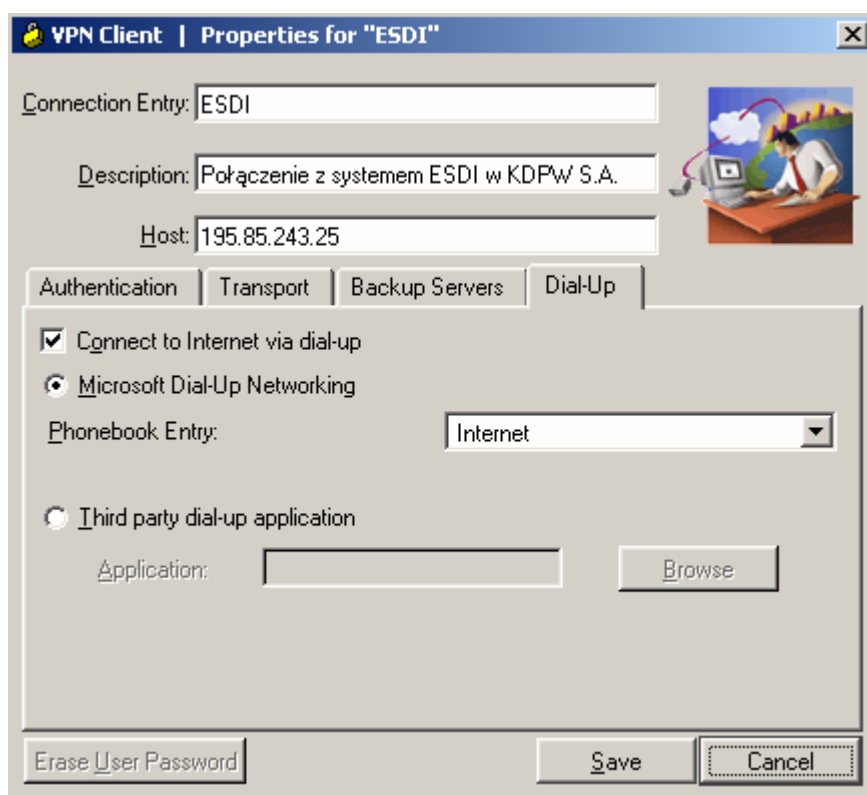 VPN Client | Properties for "ESDI"
Connection Entry: ESDI
Description: Połączenie z systemem ESDI w KDPW S.A.
Host: 195.85.243.25
Authentication Transport Backup Servers Dial-Up
Connect to Internet via dial-up
Microsoft Dial-Up Networking
Phonebook Entry: Internet
Third party dial-up application
Application: Browse
Erase User Password Save Cancel